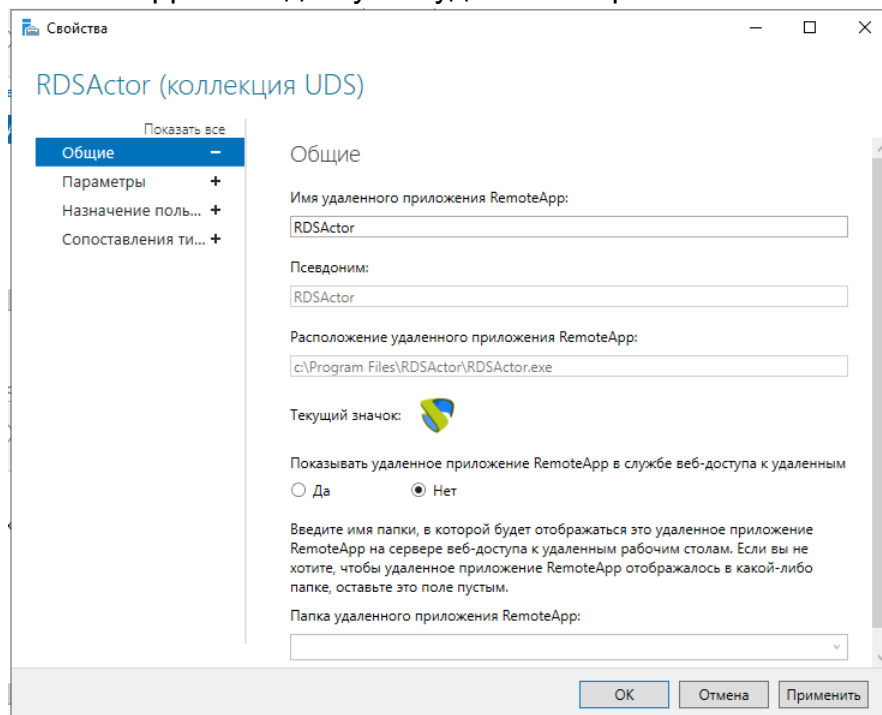 Свойства
RDSActor (коллекция UDS)
Показать все
Общие
Параметры
Назначение поль...
Сопоставления ти...
Общие
Имя удаленного приложения RemoteApp:
RDSActor
Псевдоним:
RDSActor
Расположение удаленного приложения RemoteApp:
c:\Program Files\RDSActor\RDSActor.exe
Текущий значок:
Показывать удаленное приложение RemoteApp в службе веб-доступа к удаленным
Да Нет
Введите имя папки, в которой будет отображаться это удаленное приложение
RemoteApp на сервере веб-доступа к удаленным рабочим столам. Если вы не
хотите, чтобы удаленное приложение RemoteApp отображалось в какой-либо
папке, оставьте это поле пустым.
Папка удаленного приложения RemoteApp:
ОК Отмена Применить